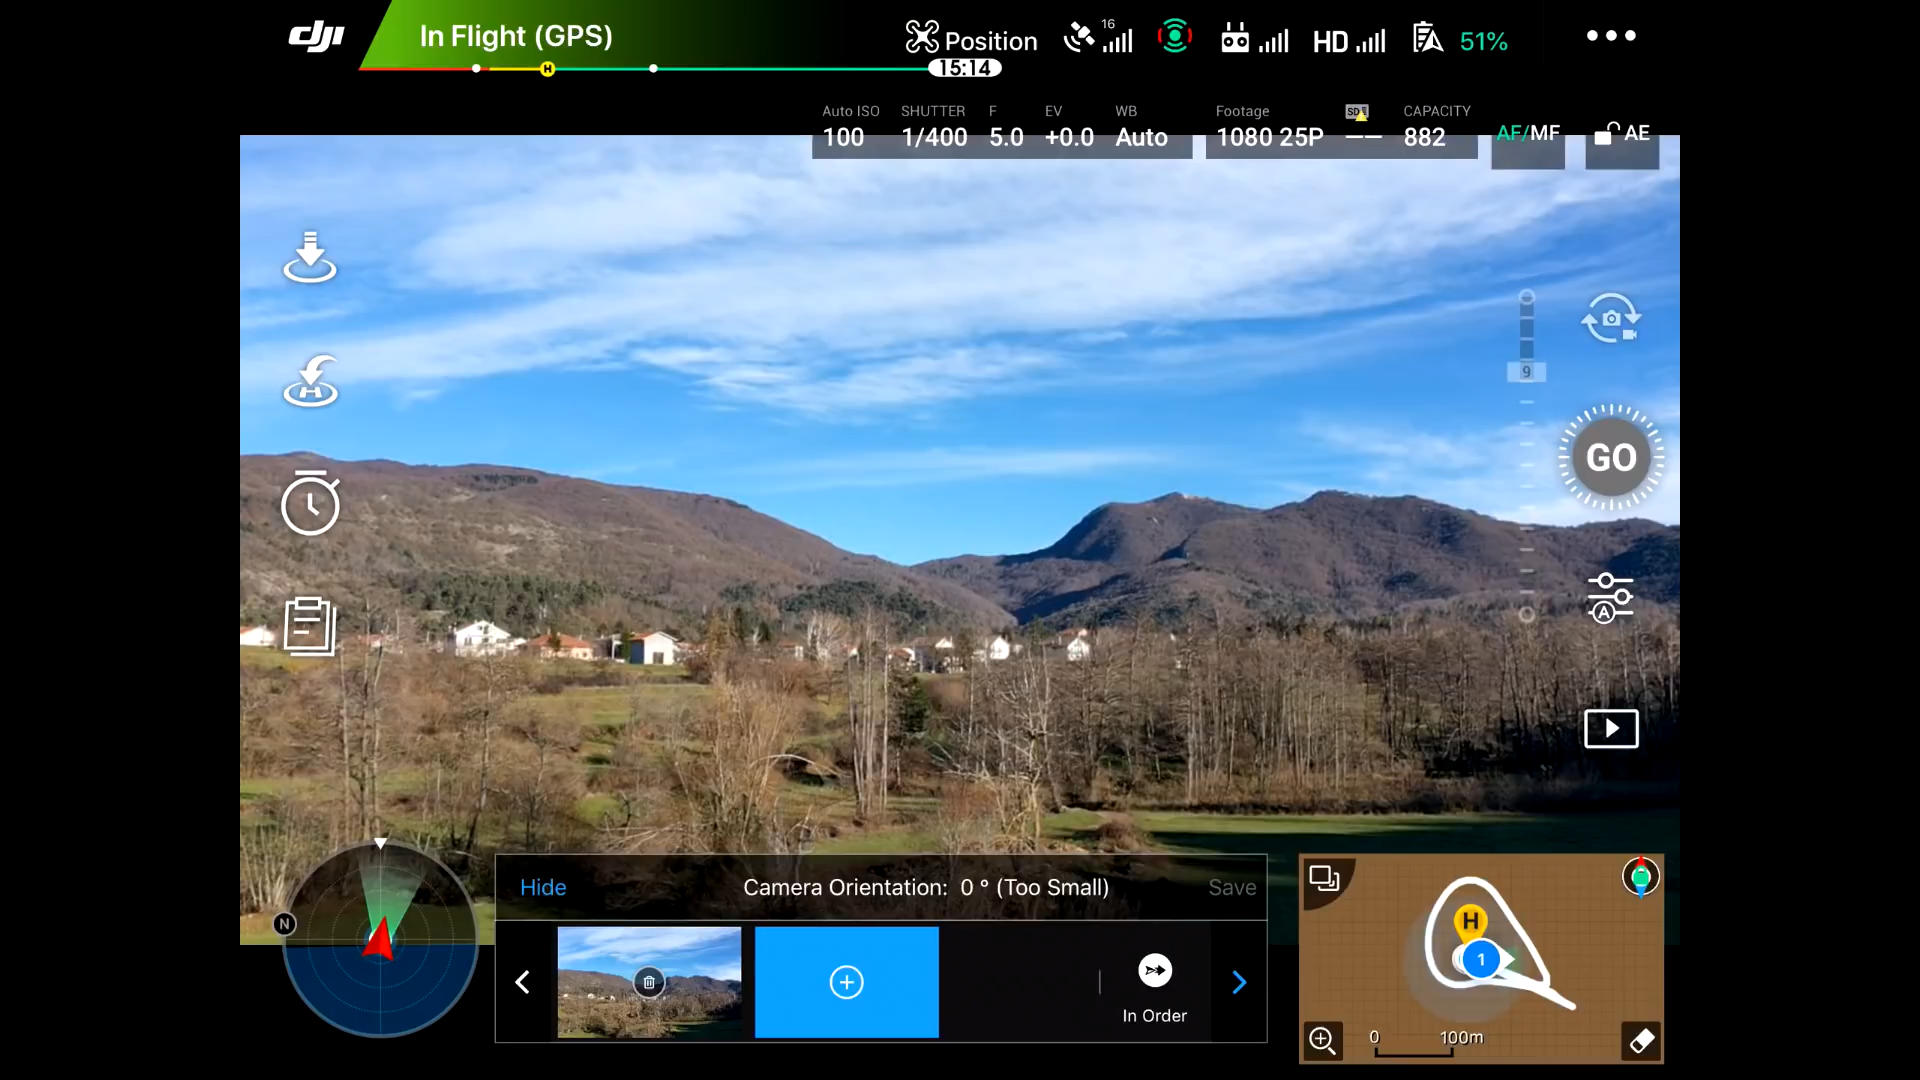 dji
In Flight (GPS)
Position
16
HD
51%
H
15:14
Auto ISO
100
SHUTTER
1/400
F
5.0
EV
+0.0
WB
Auto
Footage
1080 25P
SD
CAPACITY
882
AF/MF
AE
9
GO
A
N
Hide
Camera Orientation: 0 ° (Too Small)
Save
In Order
H
1
0
100m